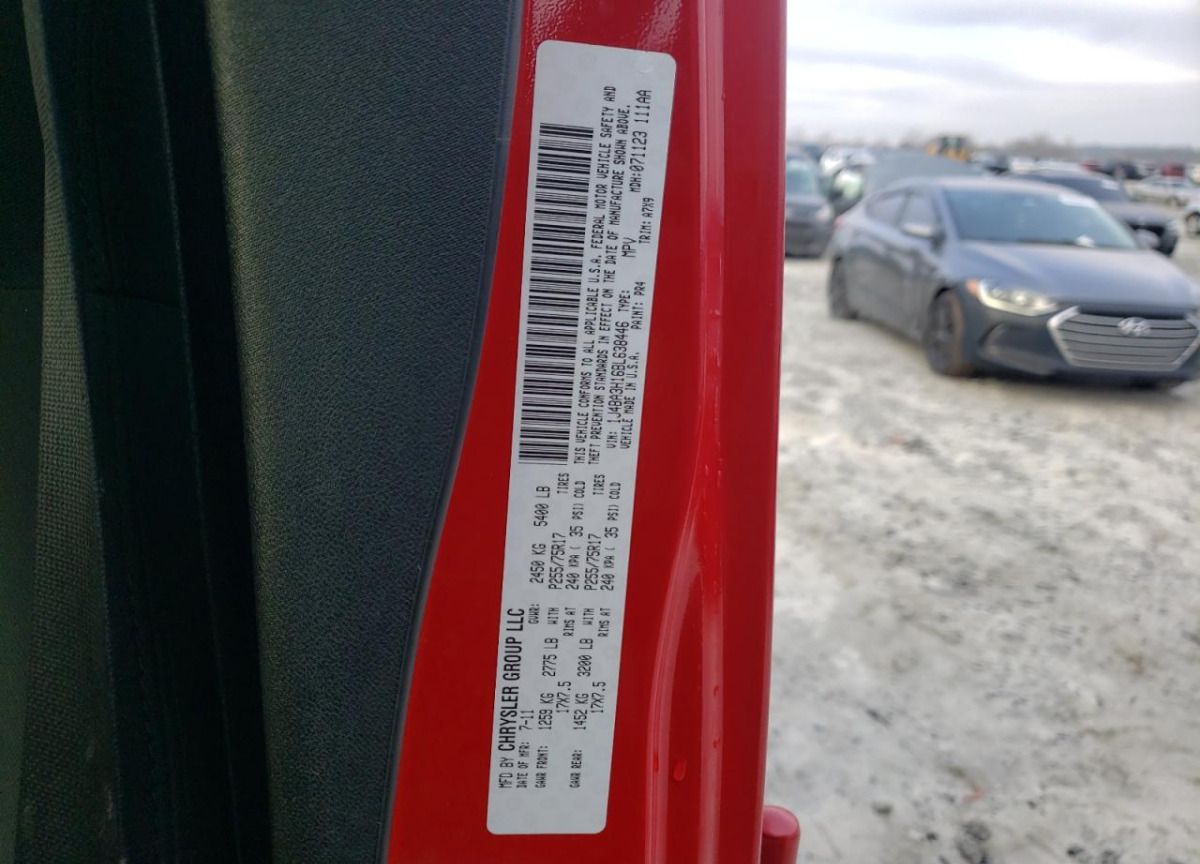 MFD BY CHRYSLER GROUP LLC
DATE OF MFR: 7-11 GVWR: 2450 KG 5400 LB
GAWR FRONT: 1259 KG 2775 LB WITH P255/75R17 TIRES
17X7.5 RIMS AT 240 KPA ( 35 PSI) COLD
GAWR REAR: 1452 KG 3200 LB WITH P255/75R17 TIRES
17X7.5 RIMS AT 240 KPA ( 35 PSI) COLD
THIS VEHICLE CONFORMS TO ALL APPLICABLE U.S.A. FEDERAL MOTOR VEHICLE SAFETY AND
THEFT PREVENTION STANDARDS IN EFFECT ON THE DATE OF MANUFACTURE SHOWN ABOVE.
VIN: 1J4BA3H16BL638446 TYPE: MPV MDH:071123 111AA
VEHICLE MADE IN U.S.A. PAINT: PR4 TRIM: A7X9